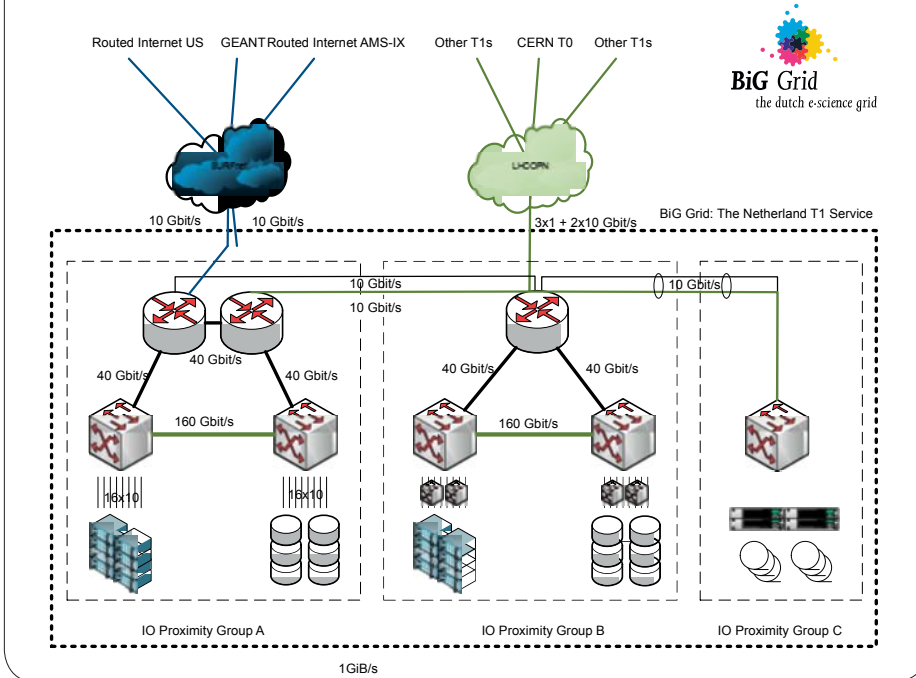 BiG Grid
the dutch e-science grid
Routed Internet US
GEANT
Routed Internet AMS-IX
Other T1s
CERN T0
Other T1s
SURFnet
LHCOPN
10 Gbit/s
10 Gbit/s
3x1 + 2x10 Gbit/s
BiG Grid: The Netherland T1 Service
10 Gbit/s
10 Gbit/s
10 Gbit/s
40 Gbit/s
40 Gbit/s
40 Gbit/s
40 Gbit/s
40 Gbit/s
160 Gbit/s
160 Gbit/s
16x10
16x10
IO Proximity Group A
IO Proximity Group B
IO Proximity Group C
1GiB/s